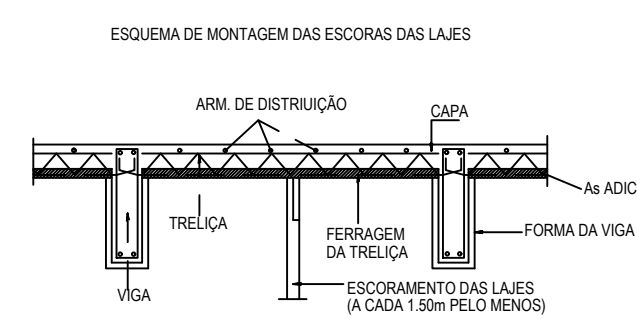 ESQUEMA DE MONTAGEM DAS ESCORAS DAS LAJES
ARM. DE DISTRIUIÇÃO
CAPA
As ADIC
TRELIÇA
FERRAGEM
DA TRELIÇA
FORMA DA VIGA
VIGA
ESCORAMENTO DAS LAJES
(A CADA 1.50m PELO MENOS)